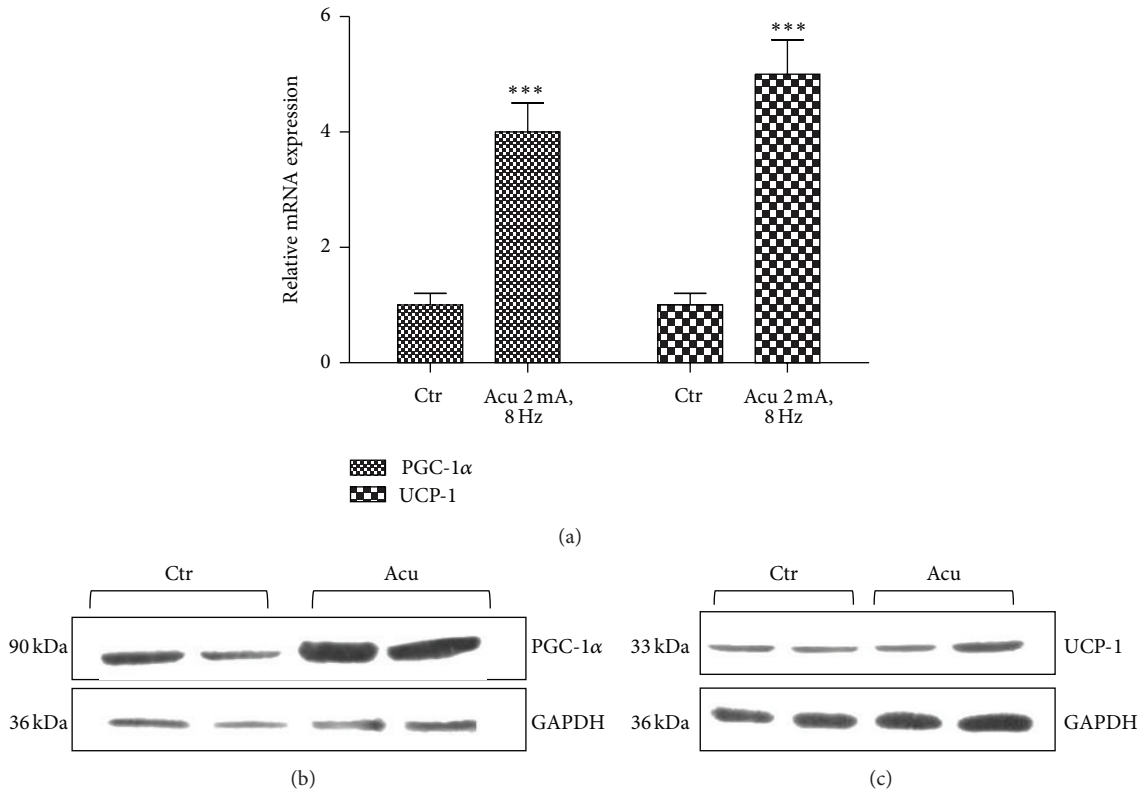 6
4
2
0
Relative mRNA expression
***
***
Ctr
Acu 2 mA,
8 Hz
Ctr
Acu 2 mA,
8 Hz
PGC-1α
UCP-1
(a)
Ctr
Acu
90 kDa
PGC-1α
36 kDa
GAPDH
(b)
Ctr
Acu
33 kDa
UCP-1
36 kDa
GAPDH
(c)